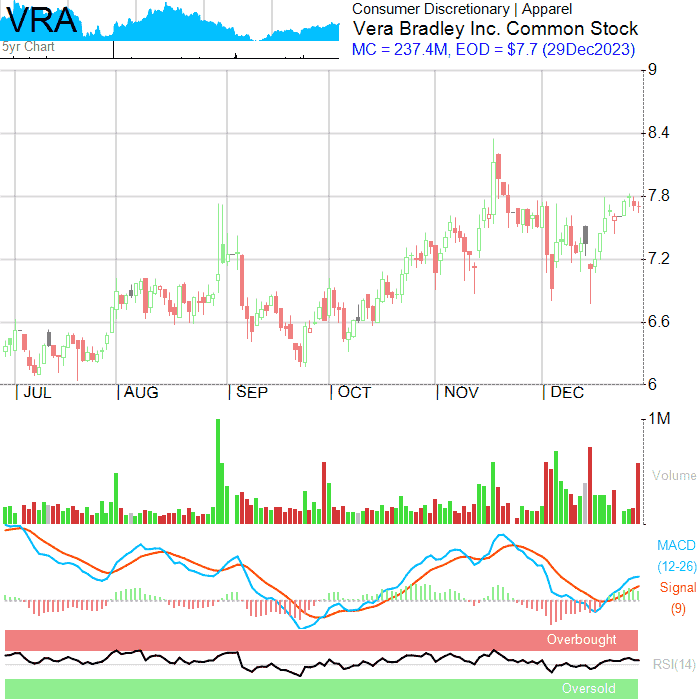 VRA
5yr Chart
Consumer Discretionary | Apparel
Vera Bradley Inc. Common Stock
MC = 237.4M, EOD = $7.7 (29Dec2023)
9
8.4
7.8
7.2
6.6
6
JUL AUG SEP OCT NOV DEC
1M
Volume
MACD
(12-26)
Signal
(9)
Overbought
RSI(14)
Oversold